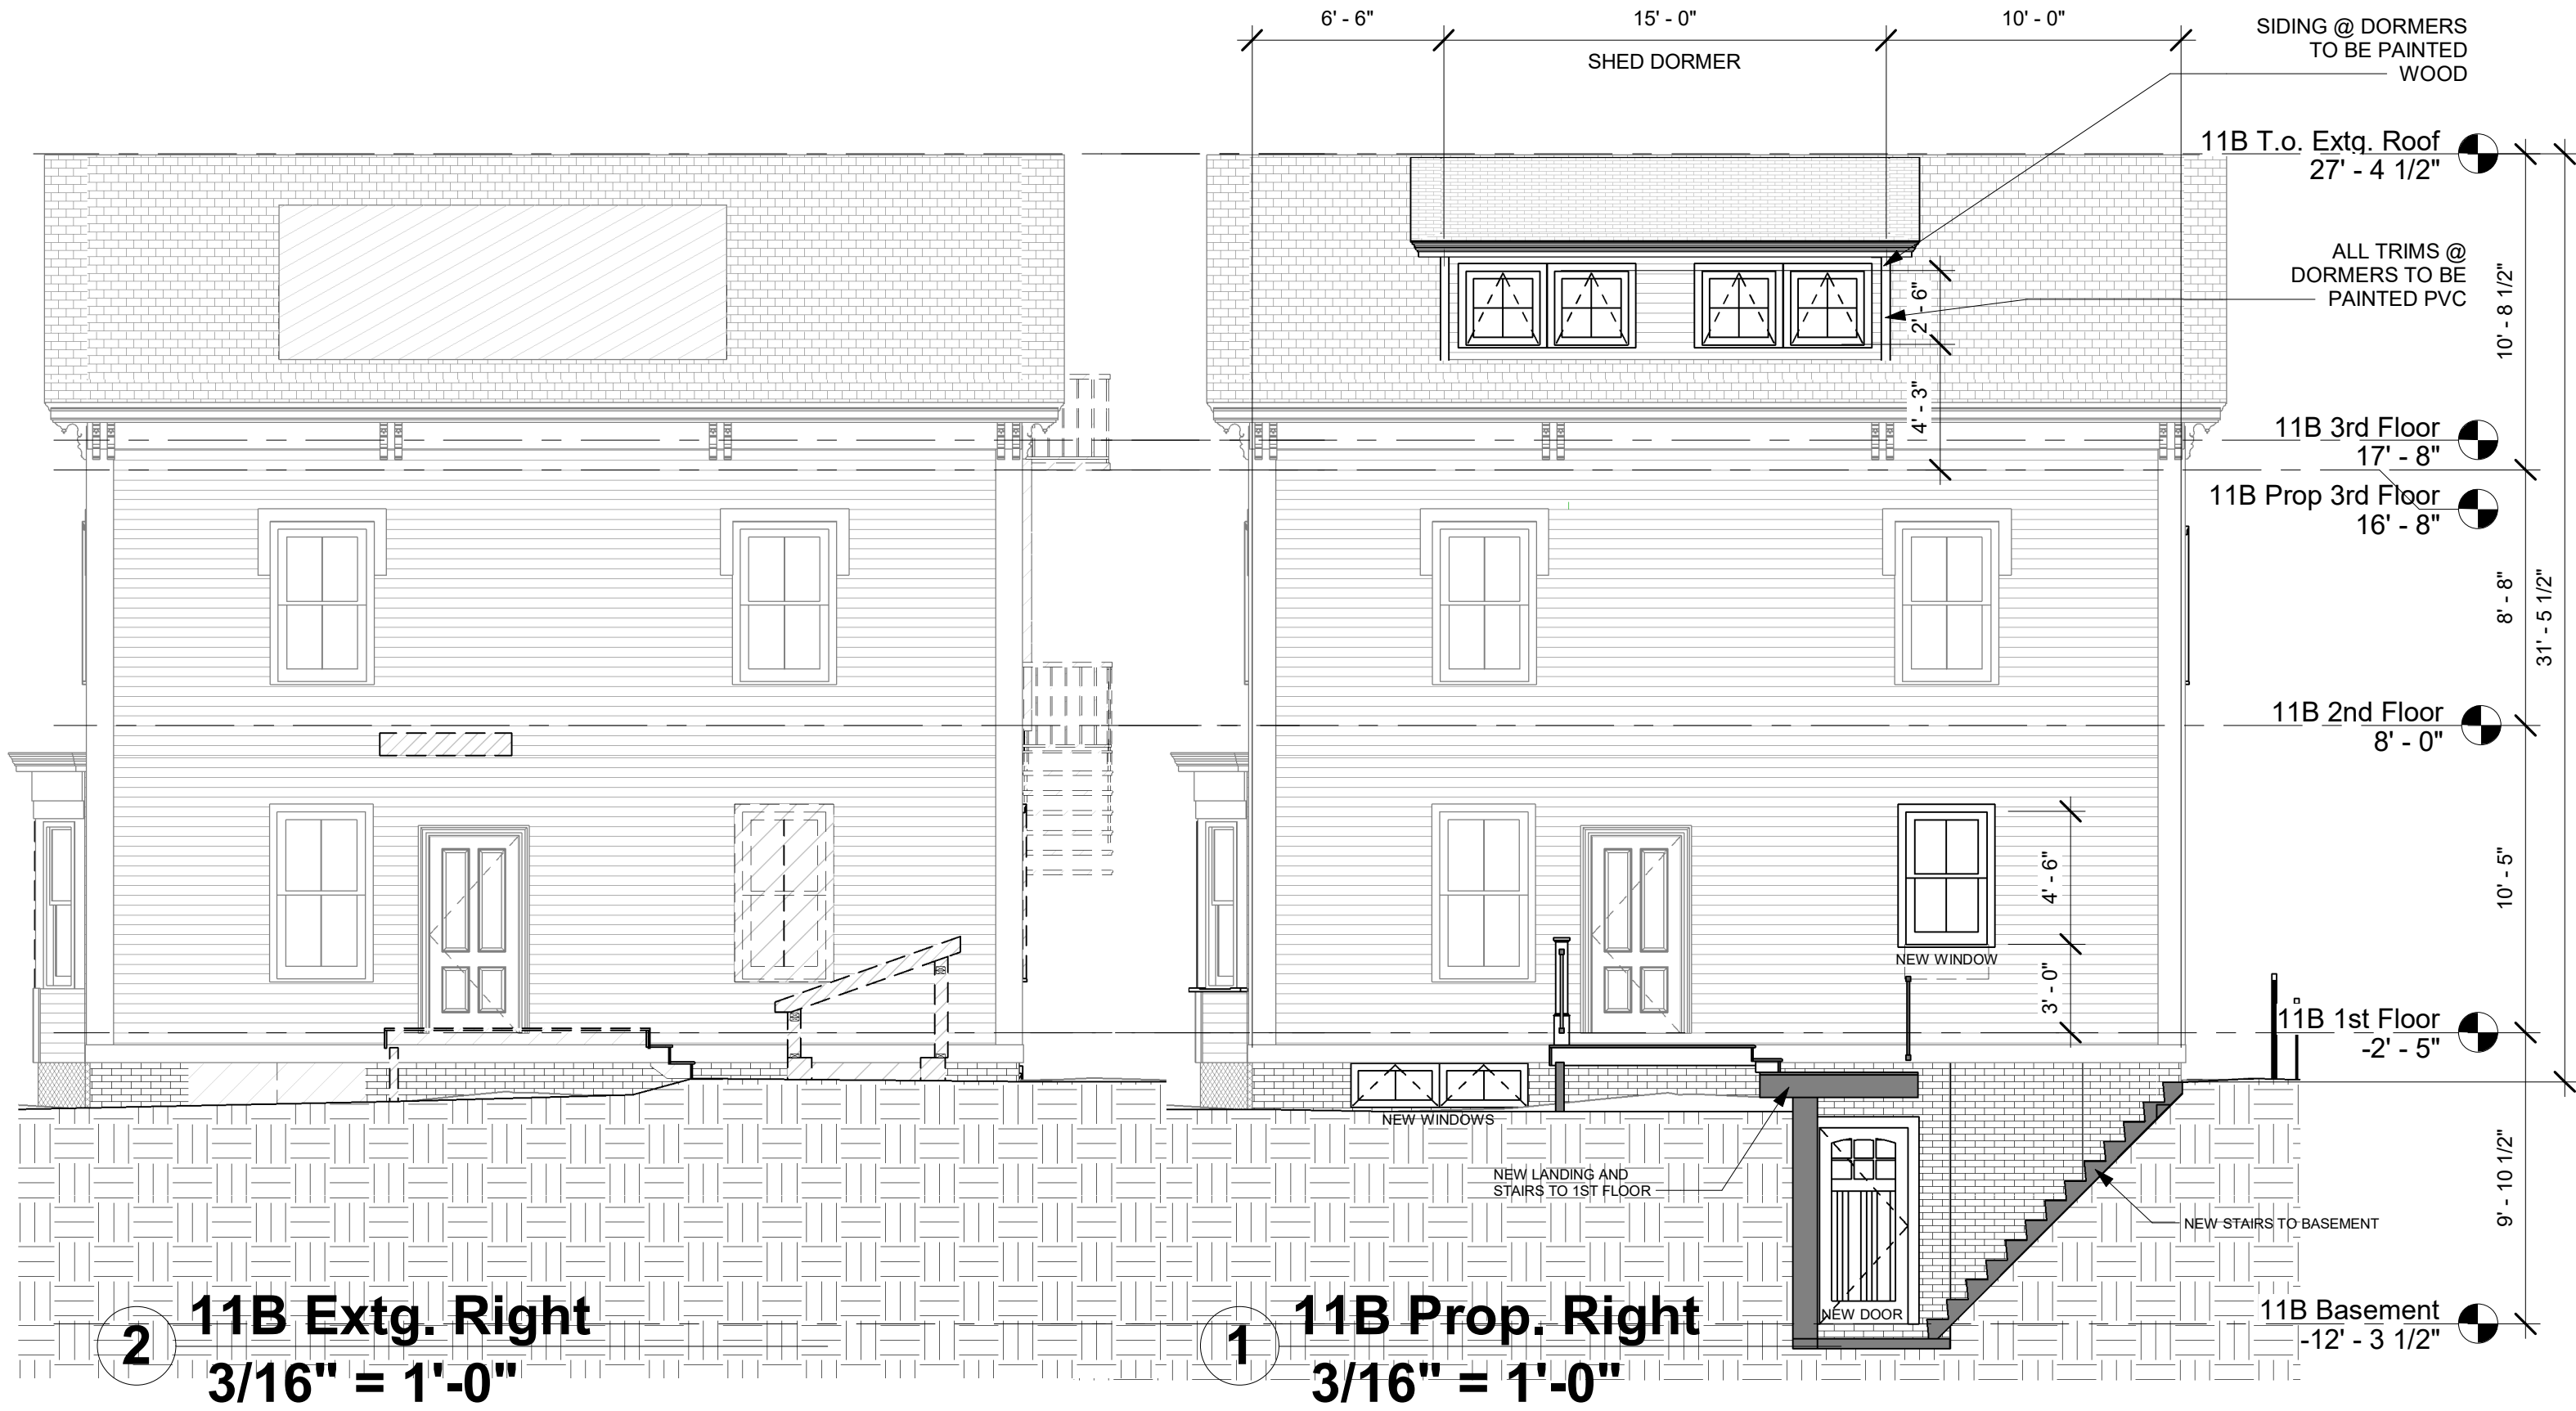 6' - 6"
15' - 0"
10' - 0"
SHED DORMER
SIDING @ DORMERS
TO BE PAINTED
WOOD
11B T.o. Extg. Roof
27' - 4 1/2"
ALL TRIMS @
DORMERS TO BE
PAINTED PVC
2' - 6"
4' - 3"
10' - 8 1/2"
11B 3rd Floor
17' - 8"
11B Prop 3rd Floor
16' - 8"
8' - 8"
31' - 5 1/2"
11B 2nd Floor
8' - 0"
4' - 6"
10' - 5"
NEW WINDOW
3' - 0"
11B 1st Floor
-2' - 5"
NEW WINDOWS
NEW LANDING AND
STAIRS TO 1ST FLOOR
9' - 10 1/2"
NEW STAIRS TO BASEMENT
NEW DOOR
11B Basement
-12' - 3 1/2"
2
11B Extg. Right
3/16" = 1'-0"
1
11B Prop. Right
3/16" = 1'-0"